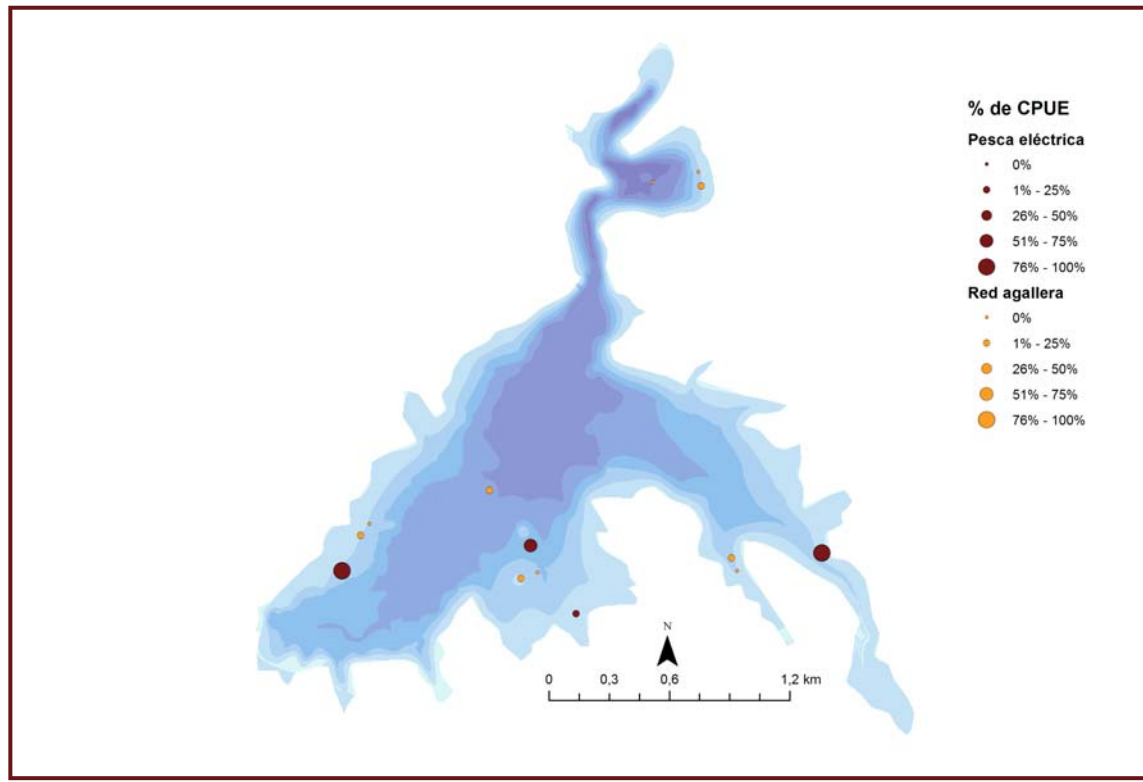 % de CPUE
Pesca eléctrica
0%
1% - 25%
26% - 50%
51% - 75%
76% - 100%
Red agallera
0%
1% - 25%
26% - 50%
51% - 75%
76% - 100%
N
0 0,3 0,6 1,2 km